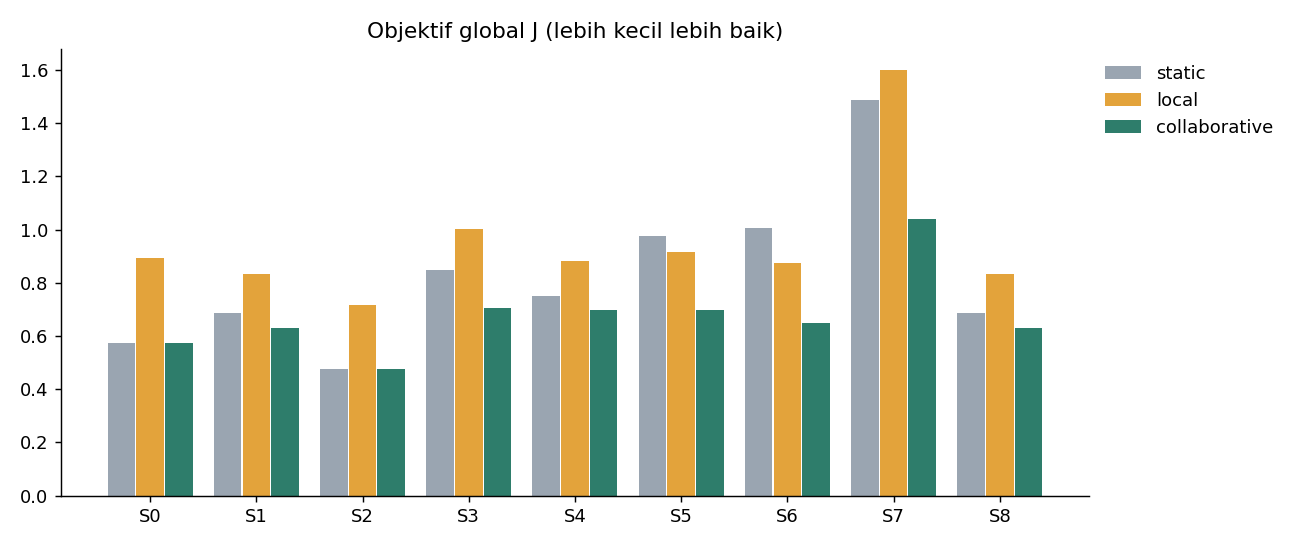 Objektif global J (lebih kecil lebih baik)
static
local
collaborative
1.6
1.4
1.2
1.0
0.8
0.6
0.4
0.2
0.0
S0 S1 S2 S3 S4 S5 S6 S7 S8